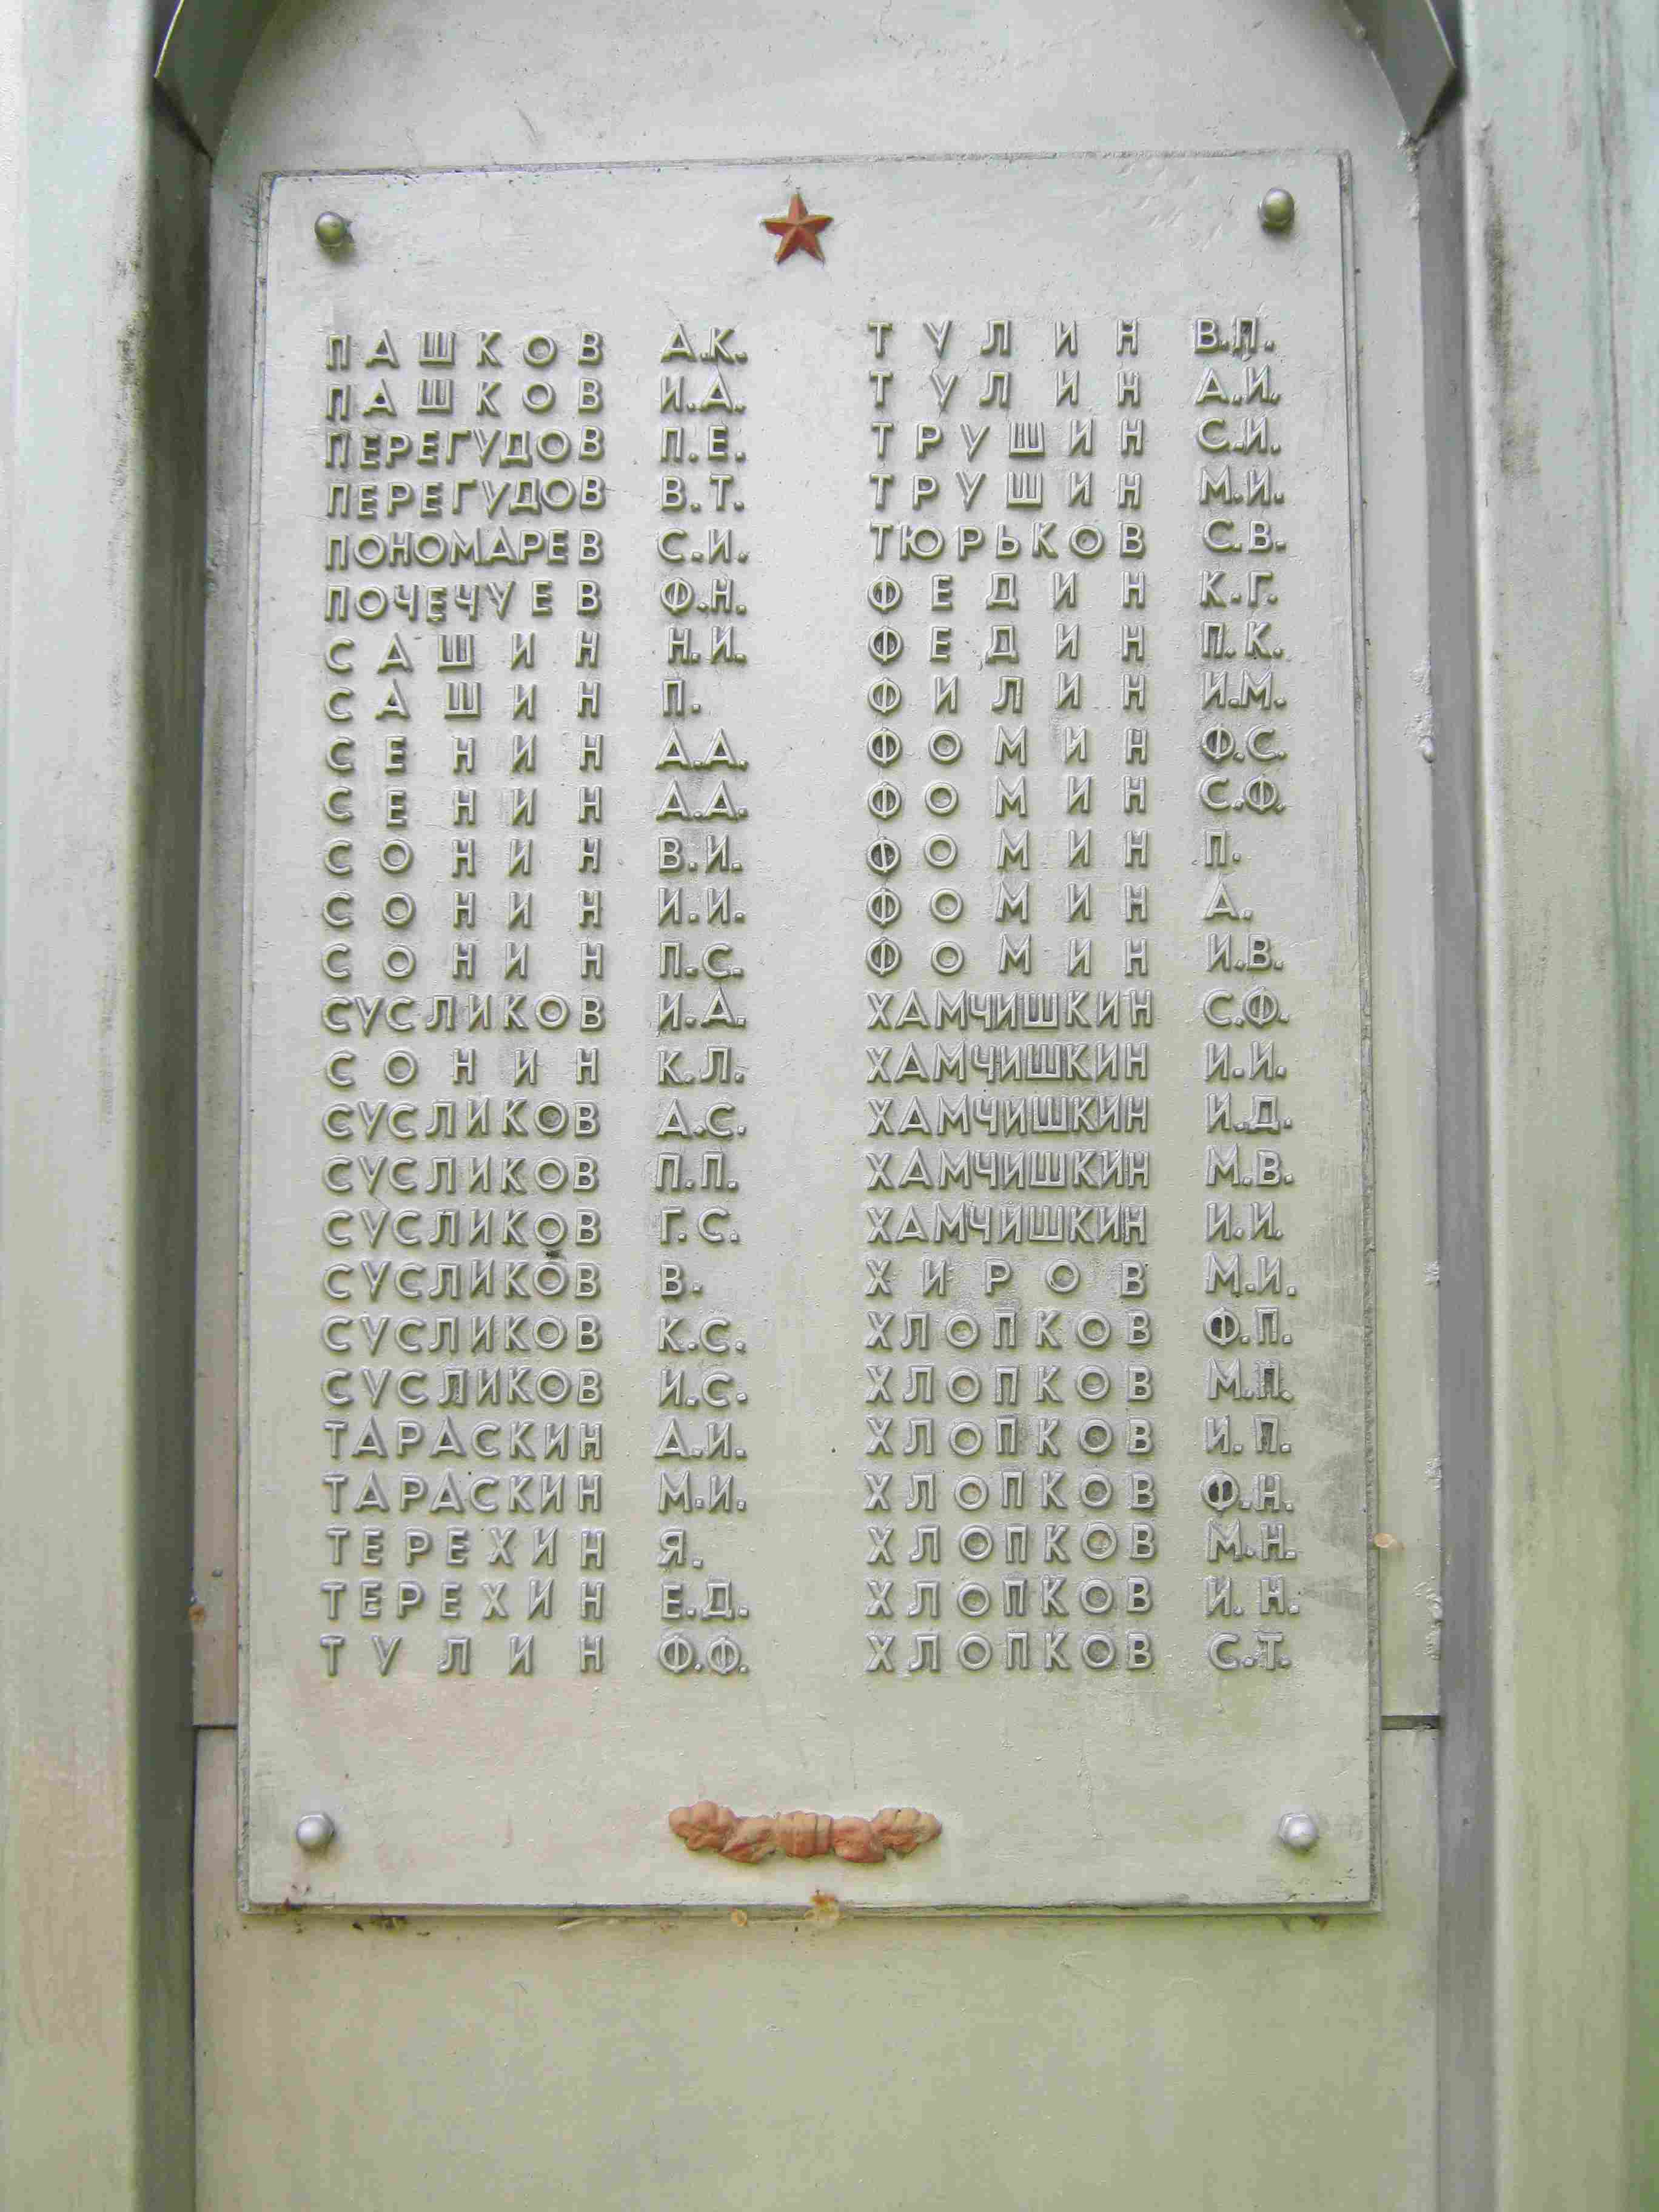 ПАШКОВ А.К.
ПАШКОВ И.А.
ПЕРЕГУДОВ П.Е.
ПЕРЕГУДОВ В.Т.
ПОНОМАРЕВ С.И.
ПОЧЕЧУЕВ Ф.Н.
САШИН Н.И.
САШИН П.
СЕНИН А.А.
СЕНИН А.А.
СОНИН В.И.
СОНИН И.И.
СОНИН П.С.
СУСЛИКОВ И.А.
СОНИН К.Л.
СУСЛИКОВ А.С.
СУСЛИКОВ П.П.
СУСЛИКОВ Г.С.
СУСЛИКОВ В.
СУСЛИКОВ К.С.
СУСЛИКОВ И.С.
ТАРАСКИН А.И.
ТАРАСКИН М.И.
ТЕРЕХИН Я.
ТЕРЕХИН Е.Д.
ТУЛИН Ф.Ф.
ТУЛИН В.П.
ТУЛИН А.И.
ТРУШИН С.И.
ТРУШИН М.И.
ТЮРЬКОВ С.В.
ФЕДИН К.Г.
ФЕДИН П.К.
ФИЛИН И.М.
ФОМИН Ф.С.
ФОМИН С.Ф.
ФОМИН П.
ФОМИН А.
ФОМИН И.В.
ХАМЧИШКИН С.Ф.
ХАМЧИШКИН И.И.
ХАМЧИШКИН И.Д.
ХАМЧИШКИН М.В.
ХАМЧИШКИН И.И.
ХИРОВ М.И.
ХЛОПКОВ Ф.П.
ХЛОПКОВ М.П.
ХЛОПКОВ И.П.
ХЛОПКОВ Ф.Н.
ХЛОПКОВ М.Н.
ХЛОПКОВ И.Н.
ХЛОПКОВ С.Т.